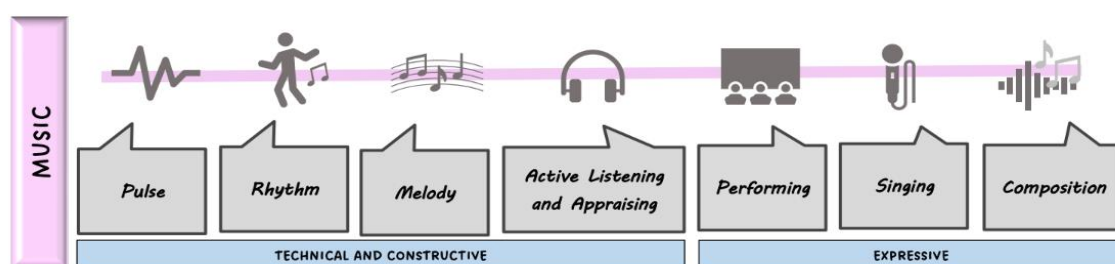 MUSIC
Pulse
Rhythm
Melody
Active Listening
and Appraising
Performing
Singing
Composition
TECHNICAL AND CONSTRUCTIVE
EXPRESSIVE